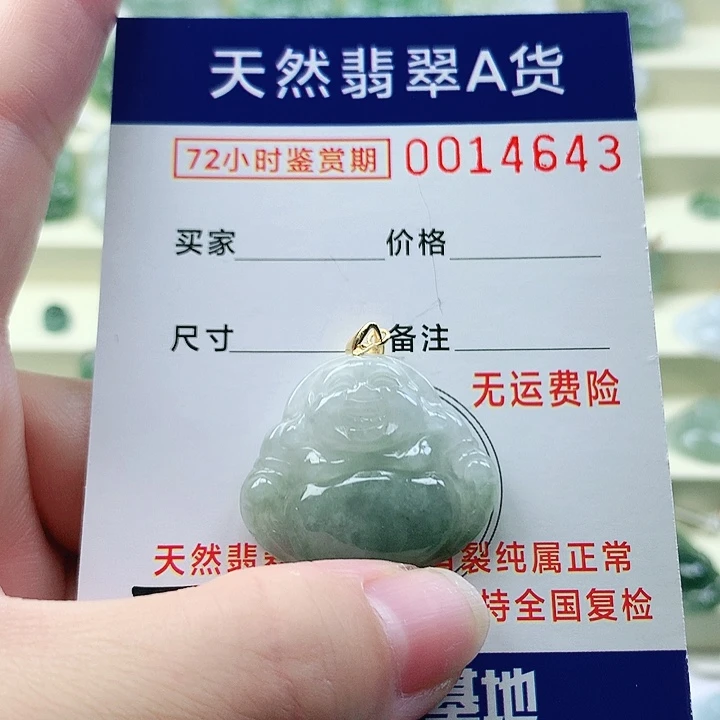 天然翡翠A货
72小时鉴赏期 0014643
买家 价格
尺寸 备注
无运费险
天然翡 裂纯属正常
持全国复检
基地